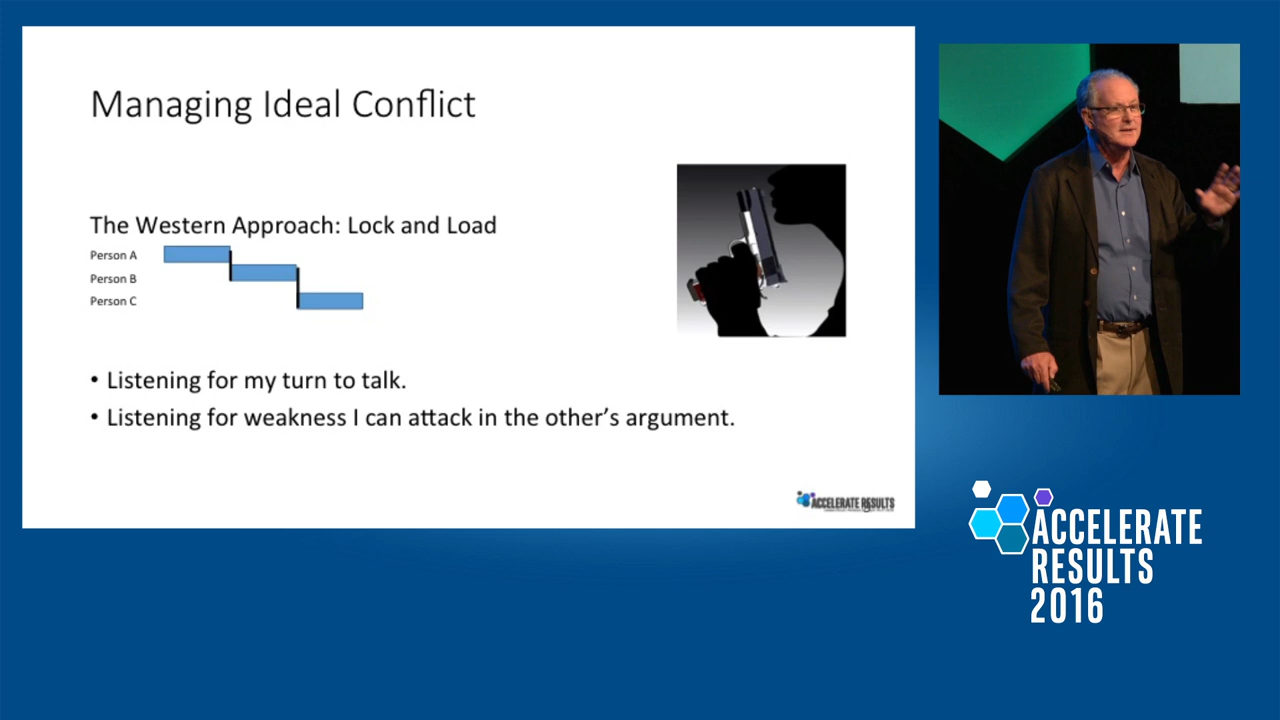 Managing Ideal Conflict
The Western Approach: Lock and Load
Person A
Person B
Person C
• Listening for my turn to talk.
• Listening for weakness I can attack in the other’s argument.
ACCELERATE RESULTS
ACCELERATE
RESULTS
2016